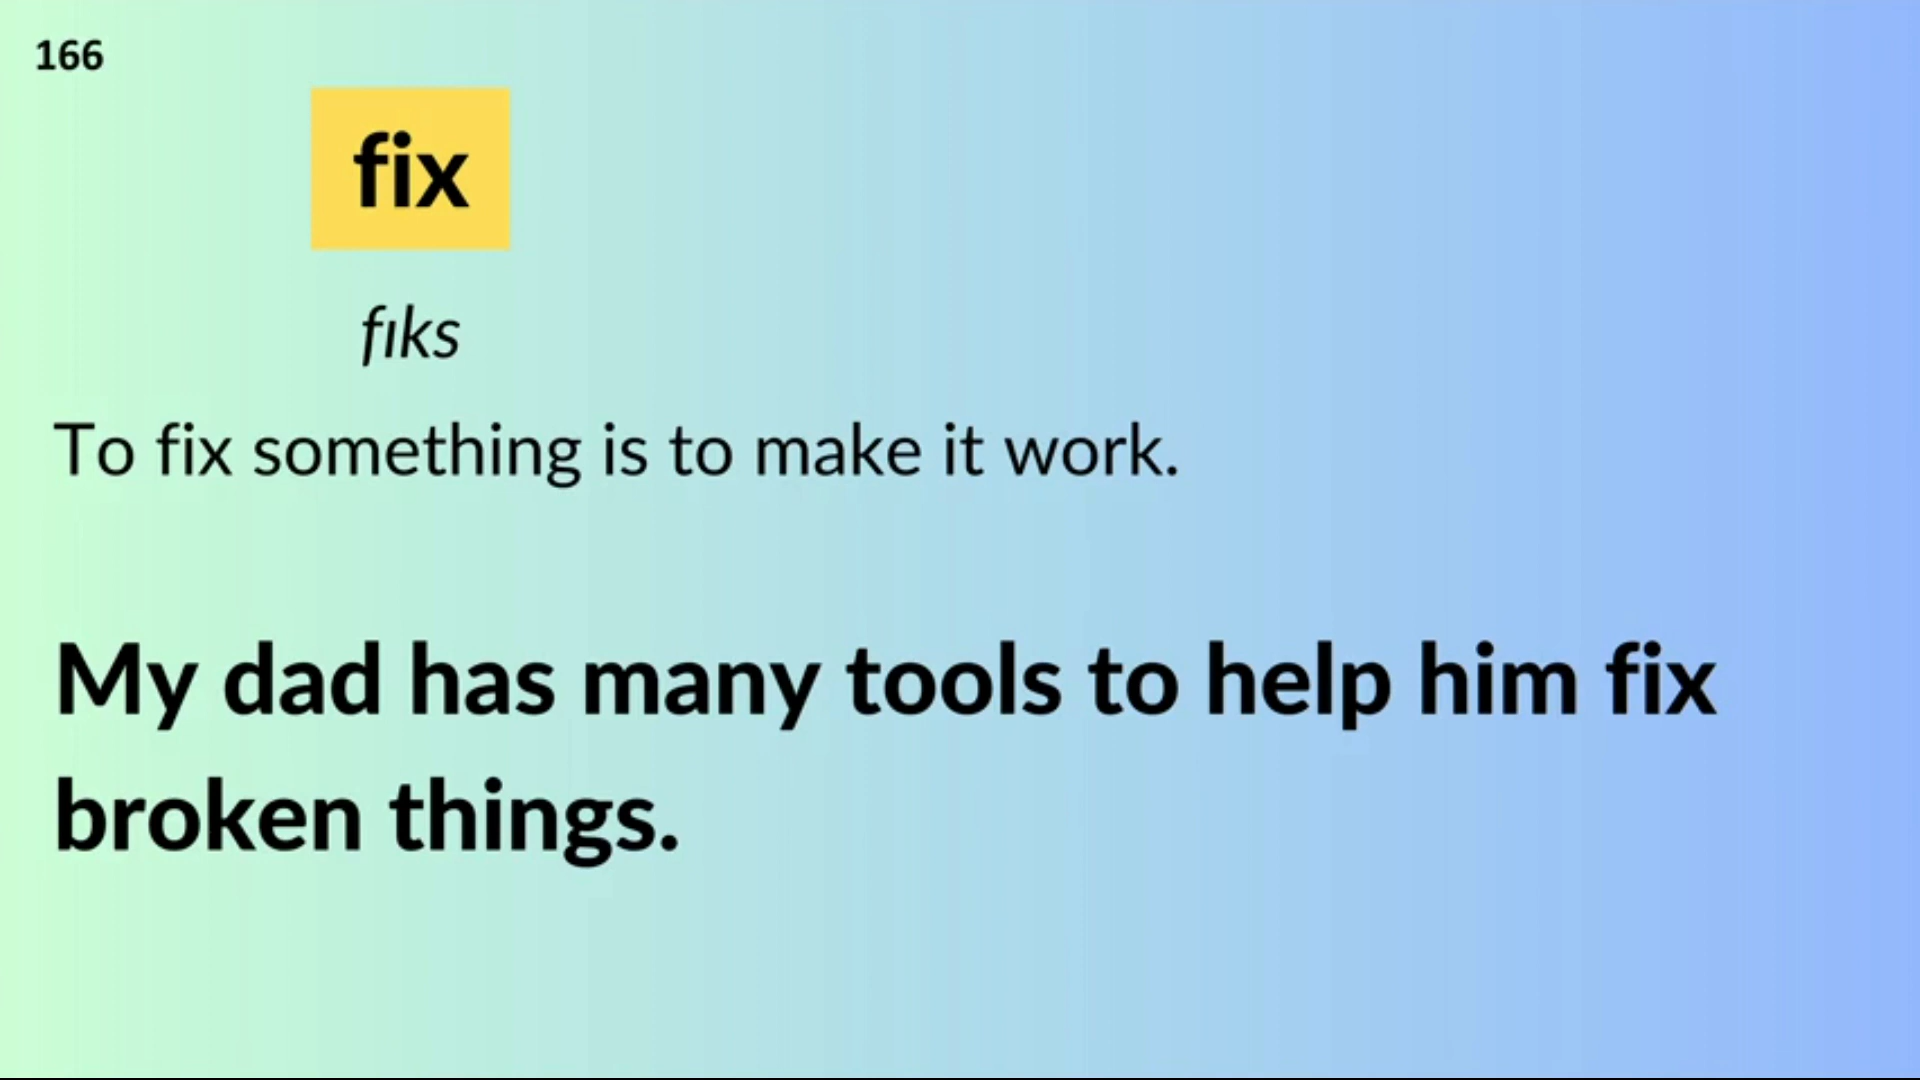 166
fix
fɪks
To fix something is to make it work.
My dad has many tools to help him fix
broken things.